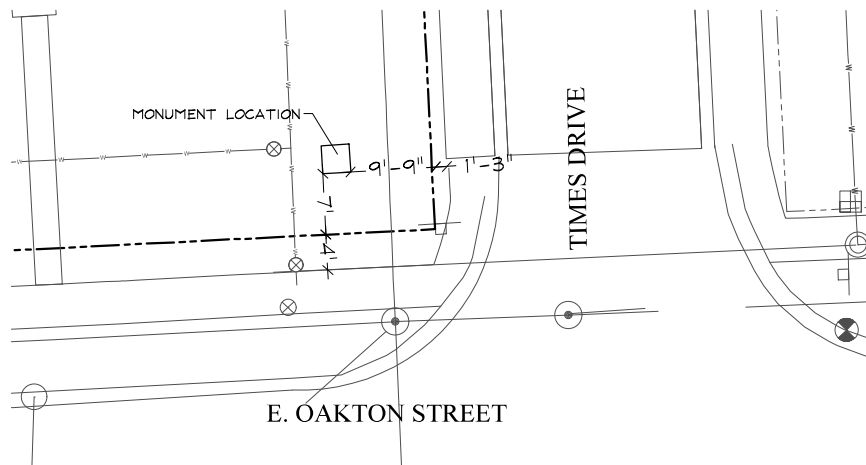 MONUMENT LOCATION
9'-9"
1'-3"
7'
4'
TIMES DRIVE
E. OAKTON STREET
W
W
W
W
W
W
W
W
W
W
W
W
W